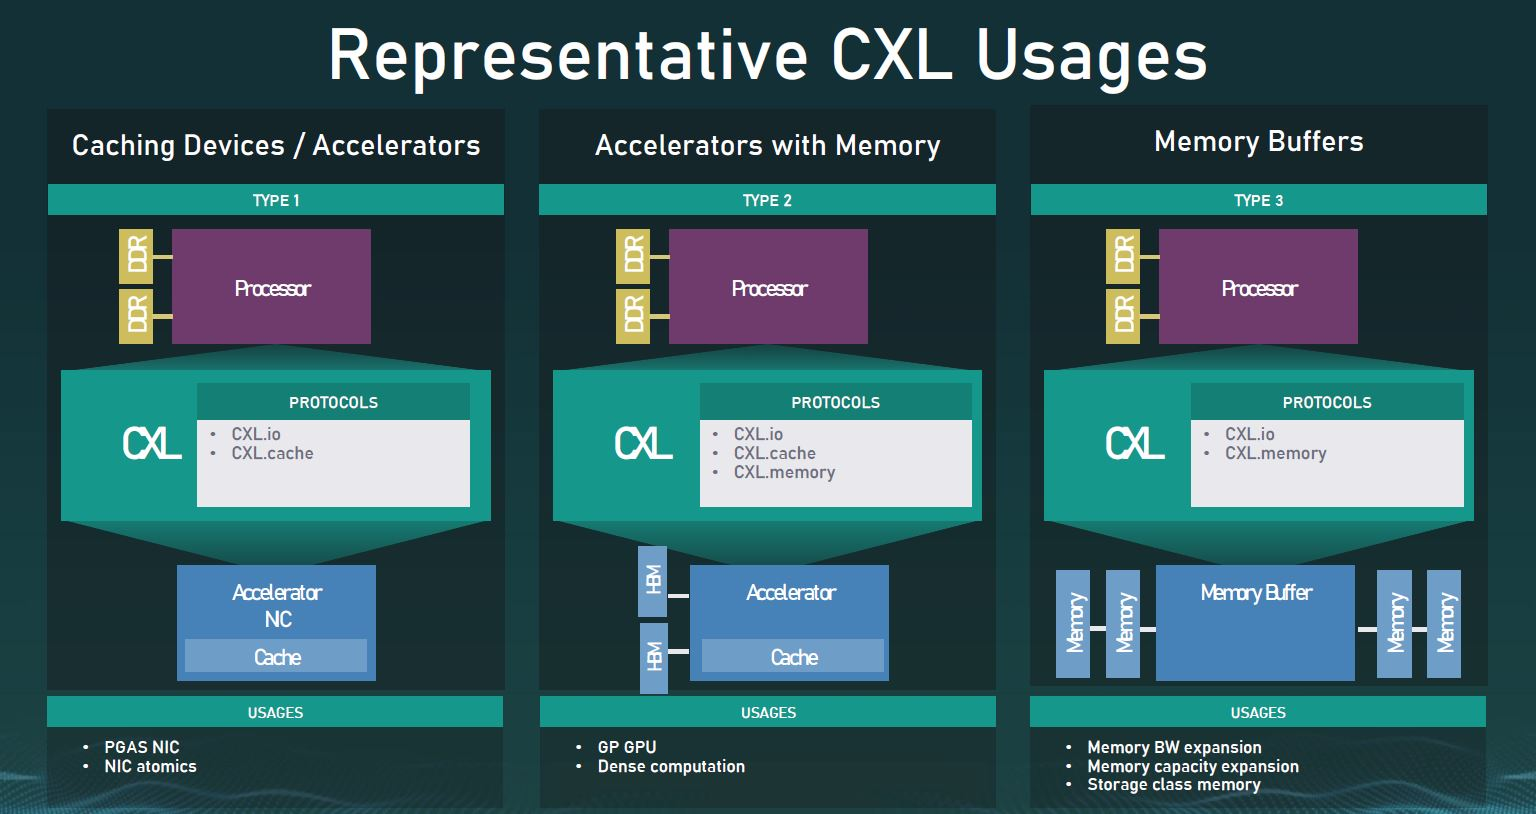 Representative CXL Usages
Caching Devices / Accelerators
TYPE 1
DDR
DDR
Processor
CXL
PROTOCOLS
• CXL.io
• CXL.cache
Accelerator
NIC
Cache
USAGES
• PGAS NIC
• NIC atomics
Accelerators with Memory
TYPE 2
DDR
DDR
Processor
CXL
PROTOCOLS
• CXL.io
• CXL.cache
• CXL.memory
HBM
HBM
Accelerator
Cache
USAGES
• GP GPU
• Dense computation
Memory Buffers
TYPE 3
DDR
DDR
Processor
CXL
PROTOCOLS
• CXL.io
• CXL.memory
Memory
Memory
Memory Buffer
Memory
Memory
USAGES
• Memory BW expansion
• Memory capacity expansion
• Storage class memory